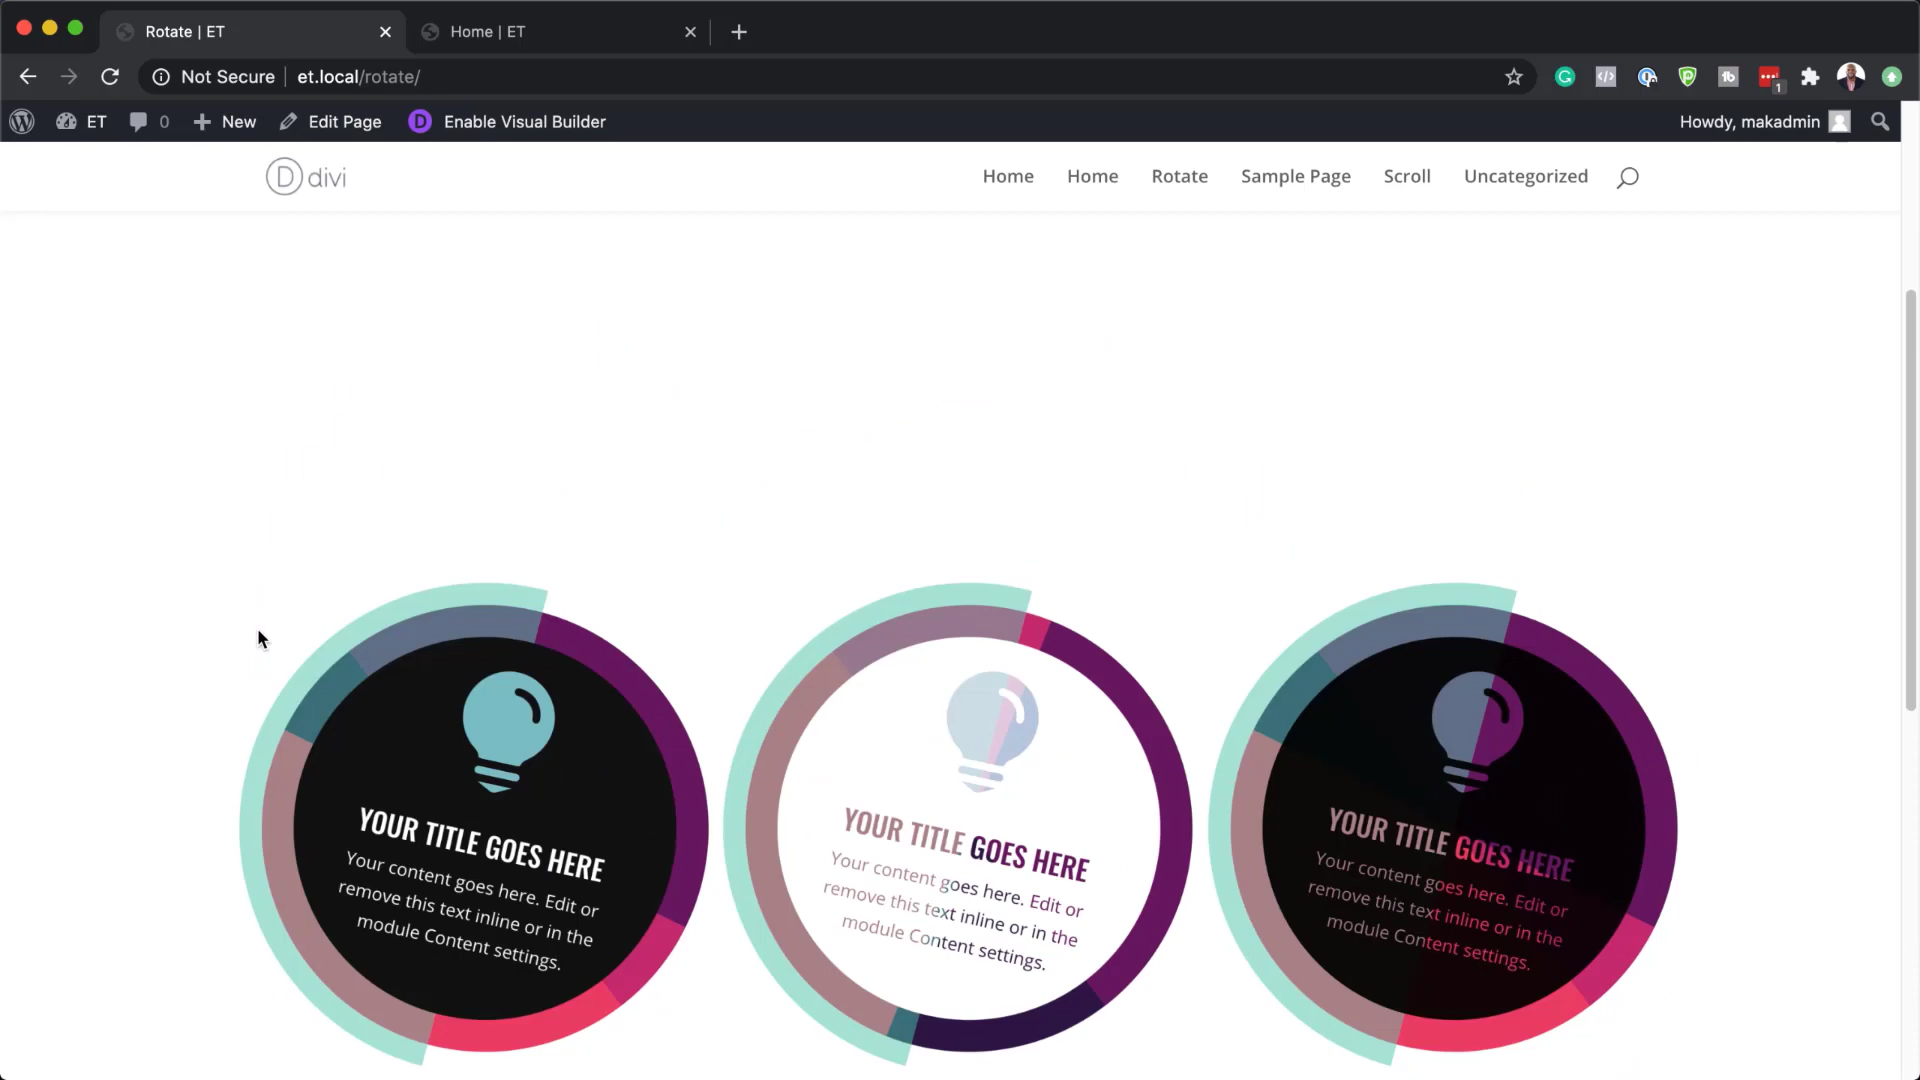 Rotate | ET
Home | ET
Not Secure
et.local/rotate/
1
ET
0
New
Edit Page
Enable Visual Builder
Howdy, makadmin
D divi
Home
Home
Rotate
Sample Page
Scroll
Uncategorized
YOUR TITLE GOES HERE
Your content goes here. Edit or
remove this text inline or in the
module Content settings.
YOUR TITLE GOES HERE
Your content goes here. Edit or
remove this text inline or in the
module Content settings.
YOUR TITLE GOES HERE
Your content goes here. Edit or
remove this text inline or in the
module Content settings.